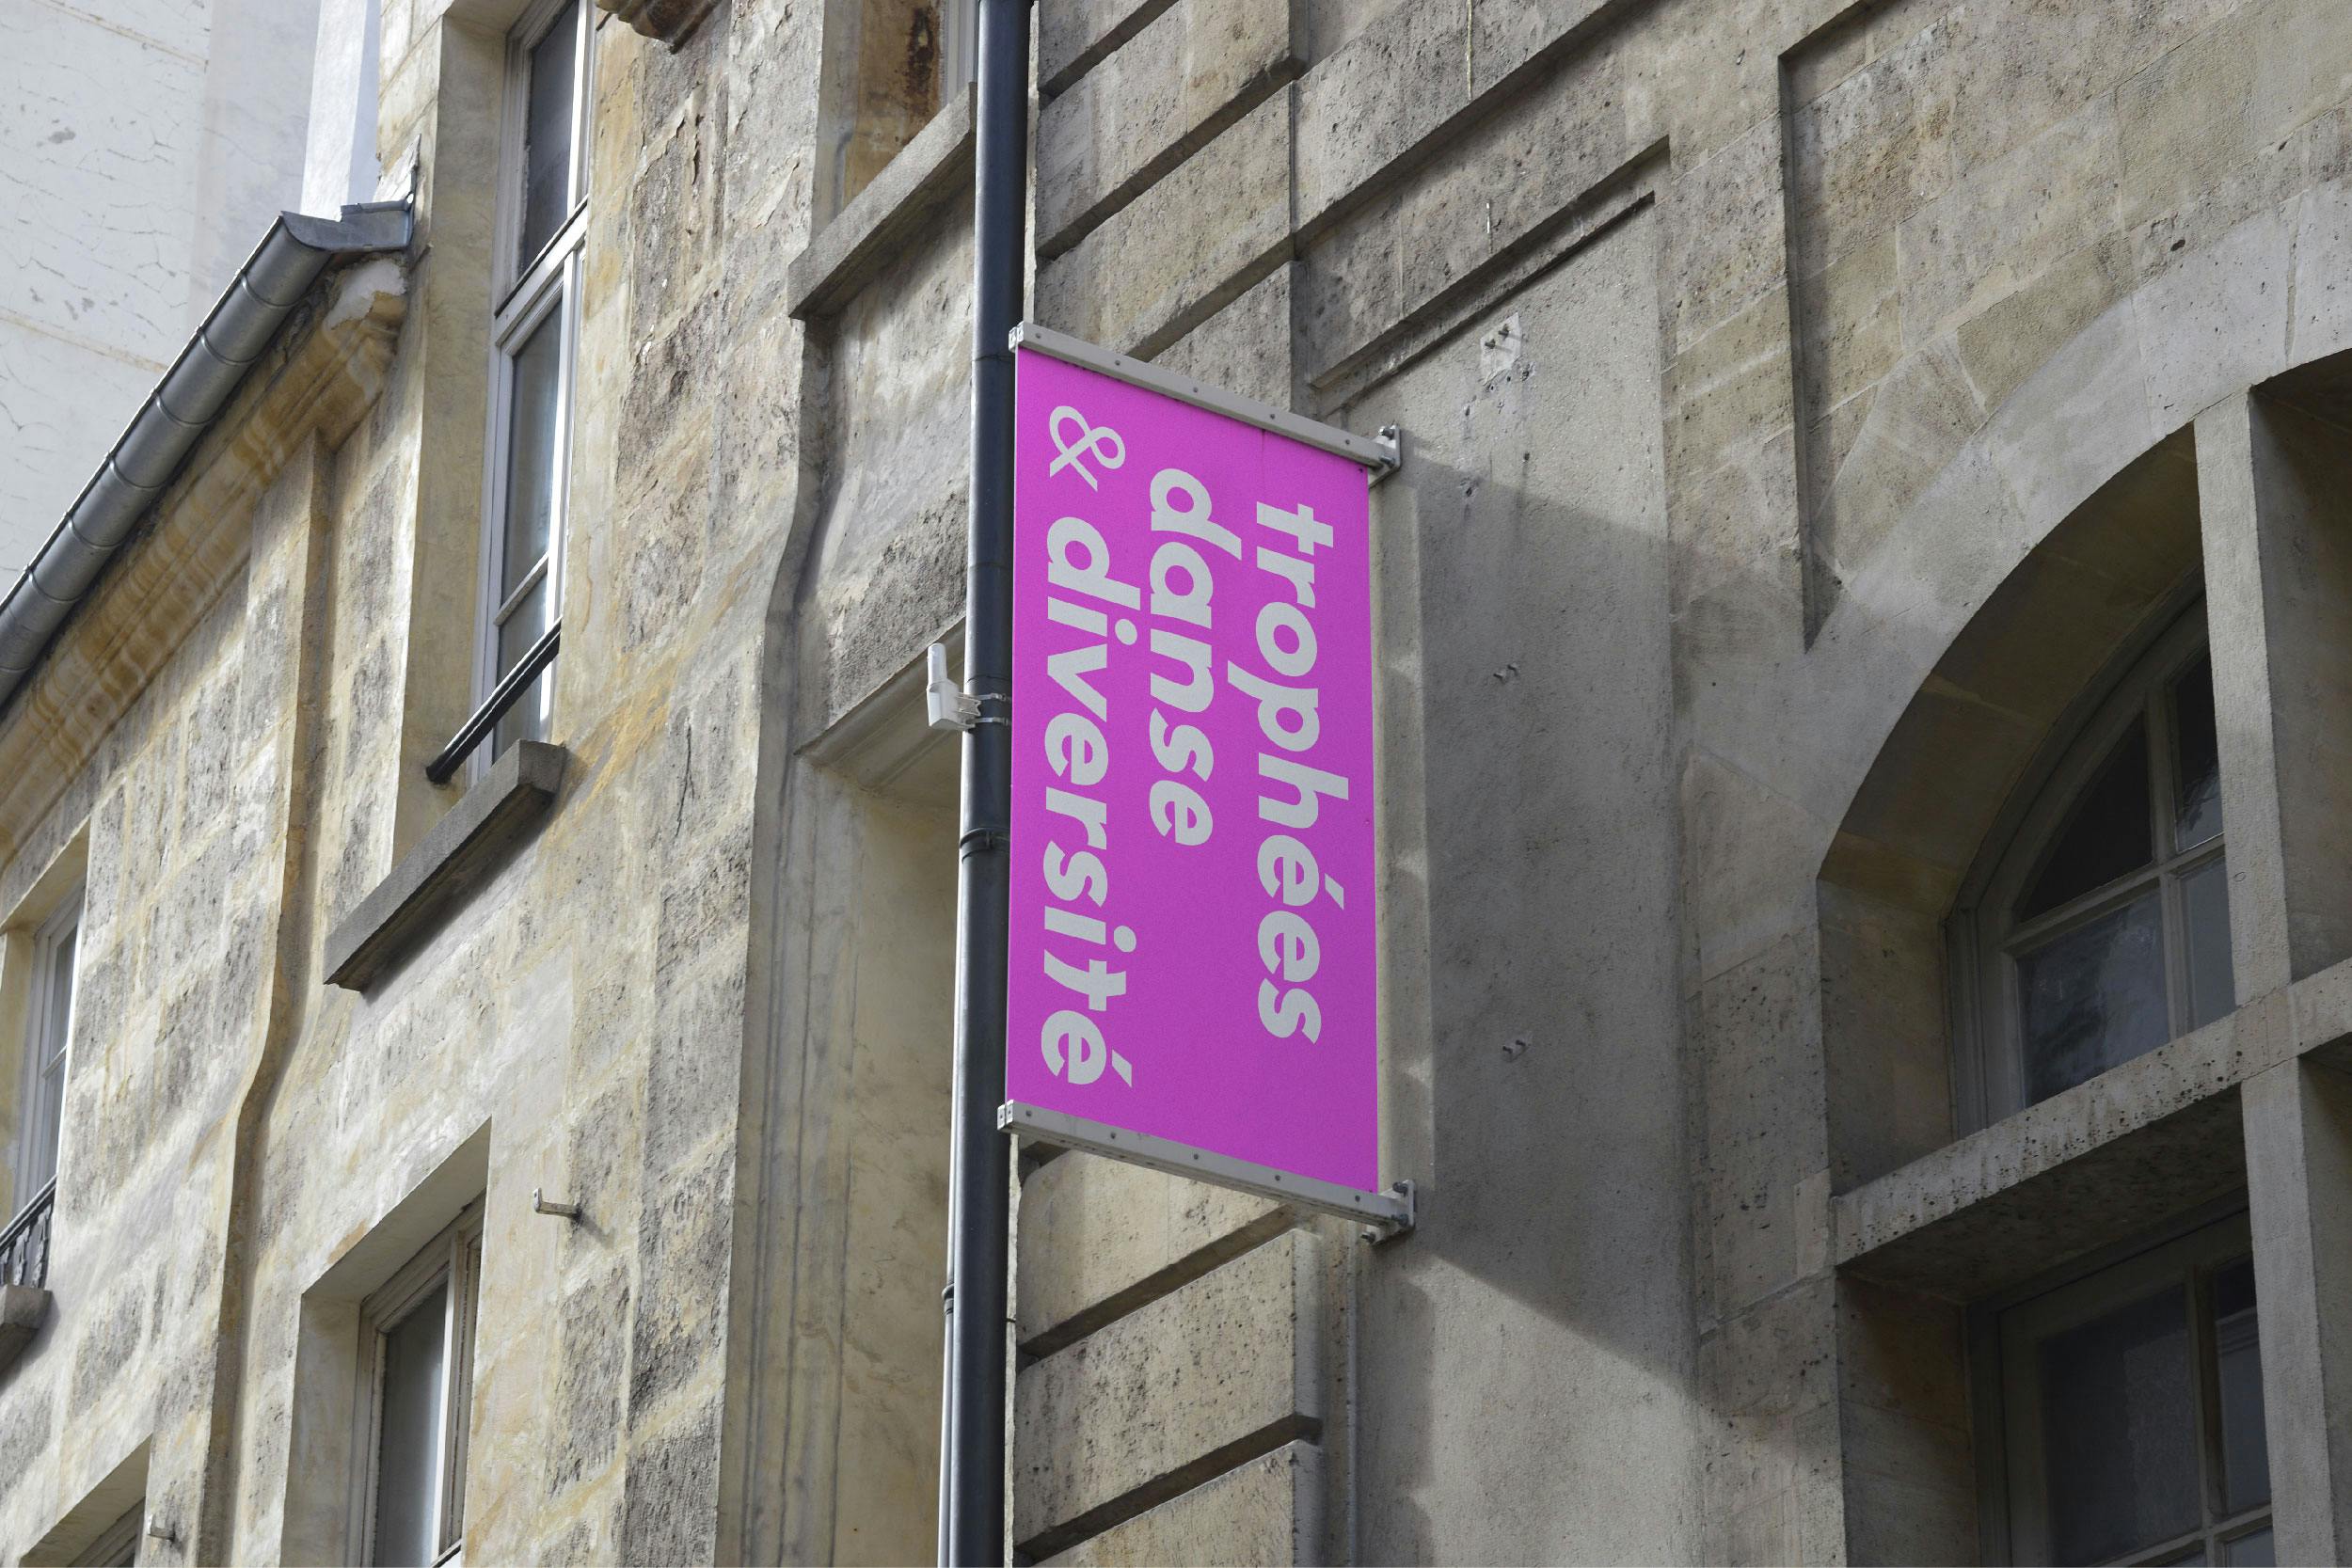 trophées
danse
& diversité